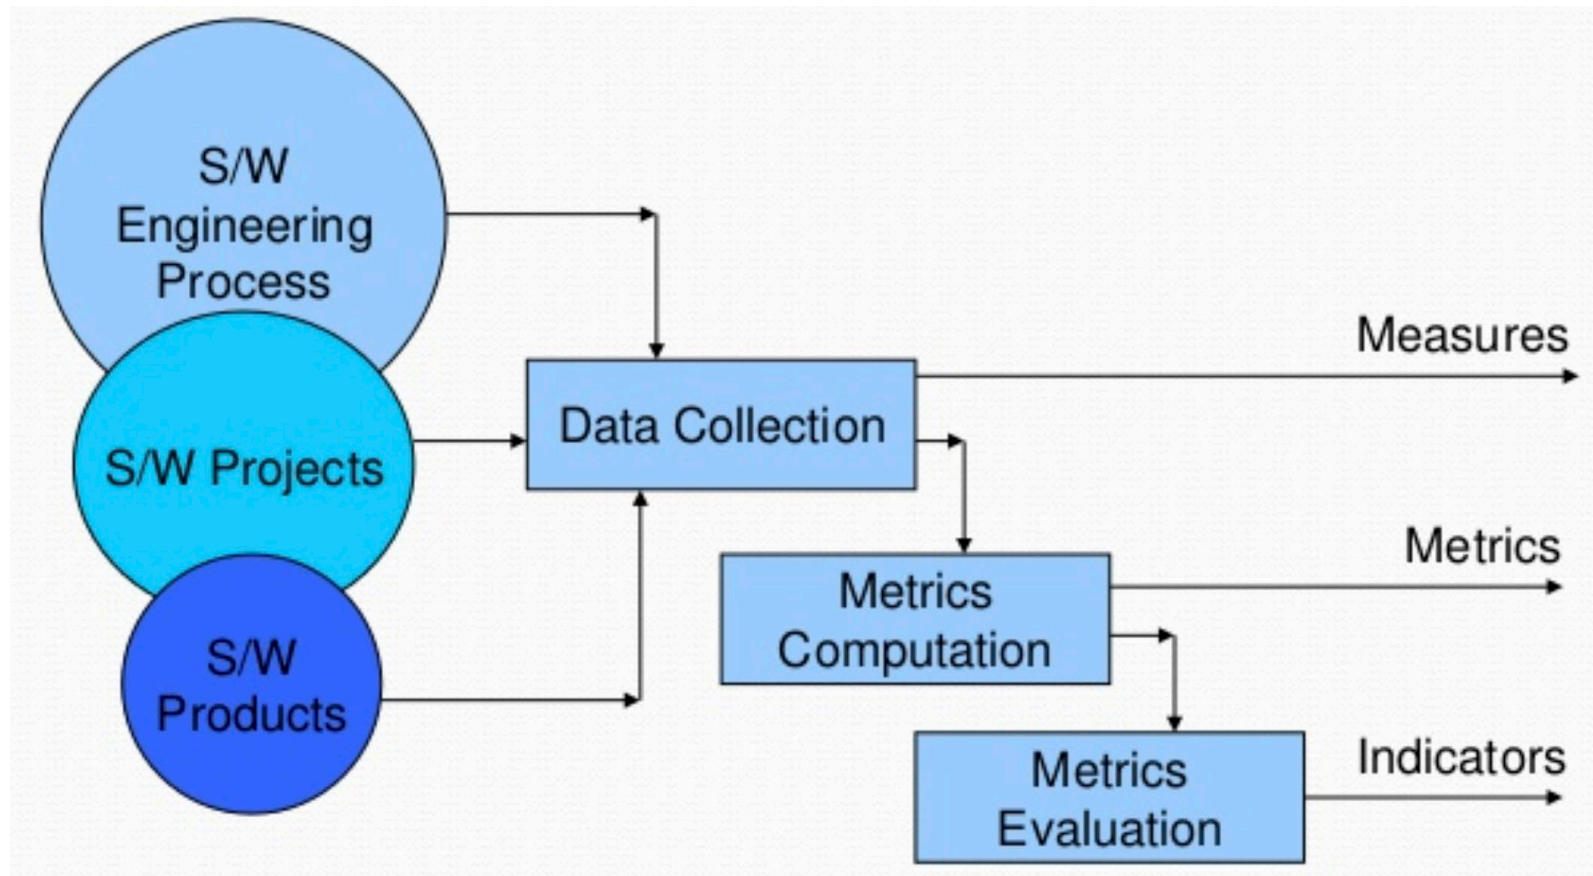 S/W
Engineering
Process
S/W Projects
S/W
Products
Data Collection
Measures
Metrics
Computation
Metrics
Metrics
Evaluation
Indicators